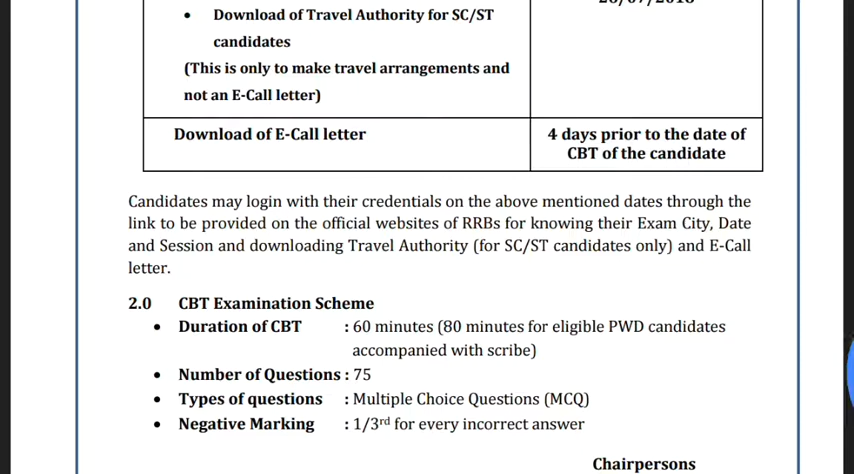 • Download of Travel Authority for SC/ST
candidates
(This is only to make travel arrangements and
not an E-Call letter)
Download of E-Call letter
4 days prior to the date of
CBT of the candidate
Candidates may login with their credentials on the above mentioned dates through the
link to be provided on the official websites of RRBs for knowing their Exam City, Date
and Session and downloading Travel Authority (for SC/ST candidates only) and E-Call
letter.
2.0 CBT Examination Scheme
• Duration of CBT : 60 minutes (80 minutes for eligible PWD candidates
accompanied with scribe)
• Number of Questions : 75
• Types of questions : Multiple Choice Questions (MCQ)
• Negative Marking : 1/3rd for every incorrect answer
Chairpersons